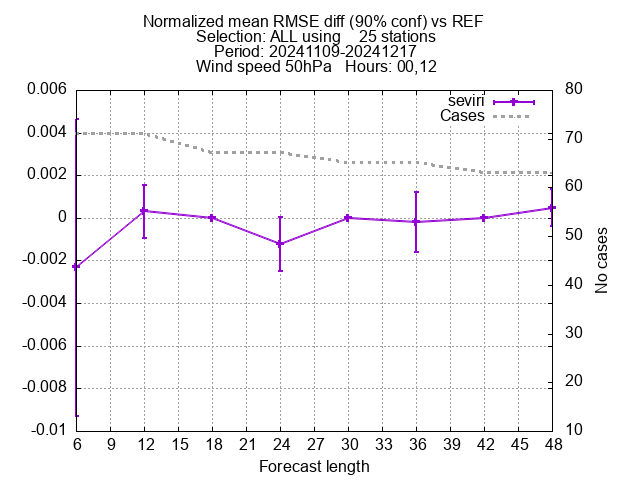 Normalized mean RMSE diff (90% conf) vs REF
Selection: ALL using    25 stations
Period: 20241109-20241217
Wind speed 50hPa   Hours: 00,12
seviri
Cases
0.006
0.004
0.002
0
-0.002
-0.004
-0.006
-0.008
-0.01
80
70
60
50
40
30
20
10
No cases
6 9 12 15 18 21 24 27 30 33 36 39 42 45 48
Forecast length